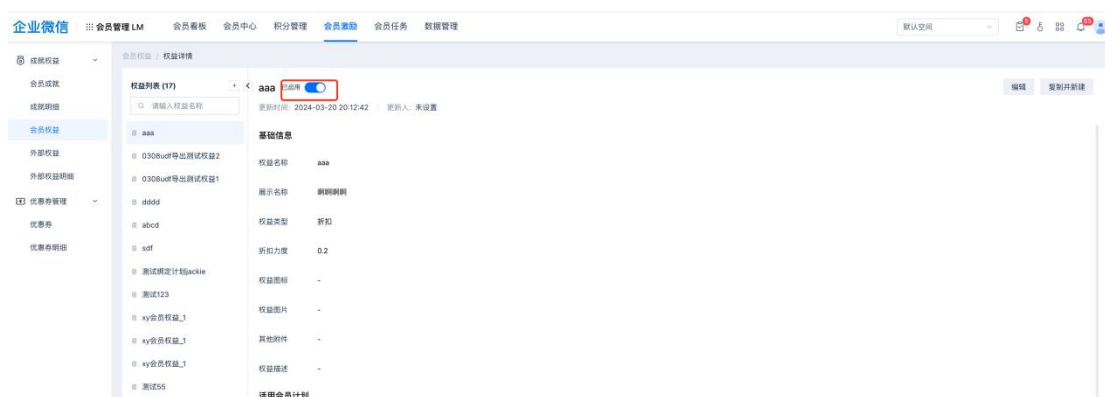 企业微信 会员管理 LM 会员看板 会员中心 积分管理 会员激励 会员任务 数据管理 默认空间
成就权益
会员成就
成就明细
会员权益
外部权益
外部权益明细
优惠券管理
优惠券
优惠券明细
会员权益 / 权益详情
权益列表 (17)
请输入权益名称
aaa
0308udf导出测试权益2
0308udf导出测试权益1
dddd
abcd
sdf
测试绑定计划jackie
测试123
xy会员权益_1
xy会员权益_1
xy会员权益_1
测试55
aaa 已启用 编辑 复制并新建
更新时间: 2024-03-20 20:12:42 更新人: 未设置
基础信息
权益名称 aaa
展示名称 啊啊啊啊
权益类型 折扣
折扣力度 0.2
权益图标 -
权益图片 -
其他附件 -
权益描述 -
适用会员计划